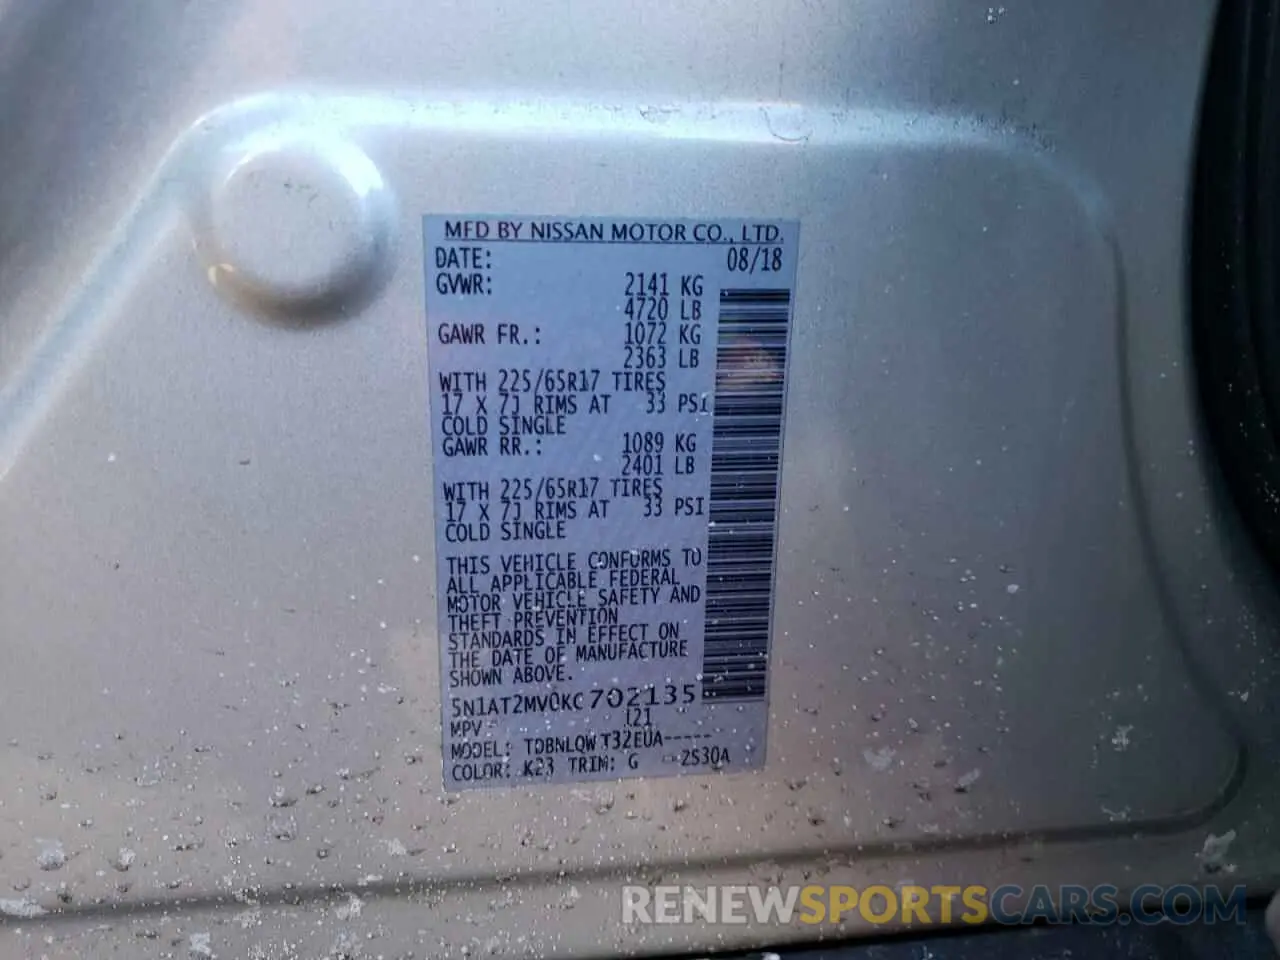 MFD BY NISSAN MOTOR CO., LTD.
DATE: 08/18
GVWR: 2141 KG
4720 LB
GAWR FR.: 1072 KG
2363 LB
WITH 225/65R17 TIRES
17 X 7J RIMS AT 33 PSI
COLD SINGLE
GAWR RR.: 1089 KG
2401 LB
WITH 225/65R17 TIRES
17 X 7J RIMS AT 33 PSI
COLD SINGLE
THIS VEHICLE CONFORMS TO
ALL APPLICABLE FEDERAL
MOTOR VEHICLE SAFETY AND
THEFT PREVENTION
STANDARDS IN EFFECT ON
THE DATE OF MANUFACTURE
SHOWN ABOVE.
5N1AT2MV0KC702135
MPV I21
MODEL: TDBNLQWT32EUA-----
COLOR: K23 TRIM: G -2S30A
RENEWSPORTSCARS.COM